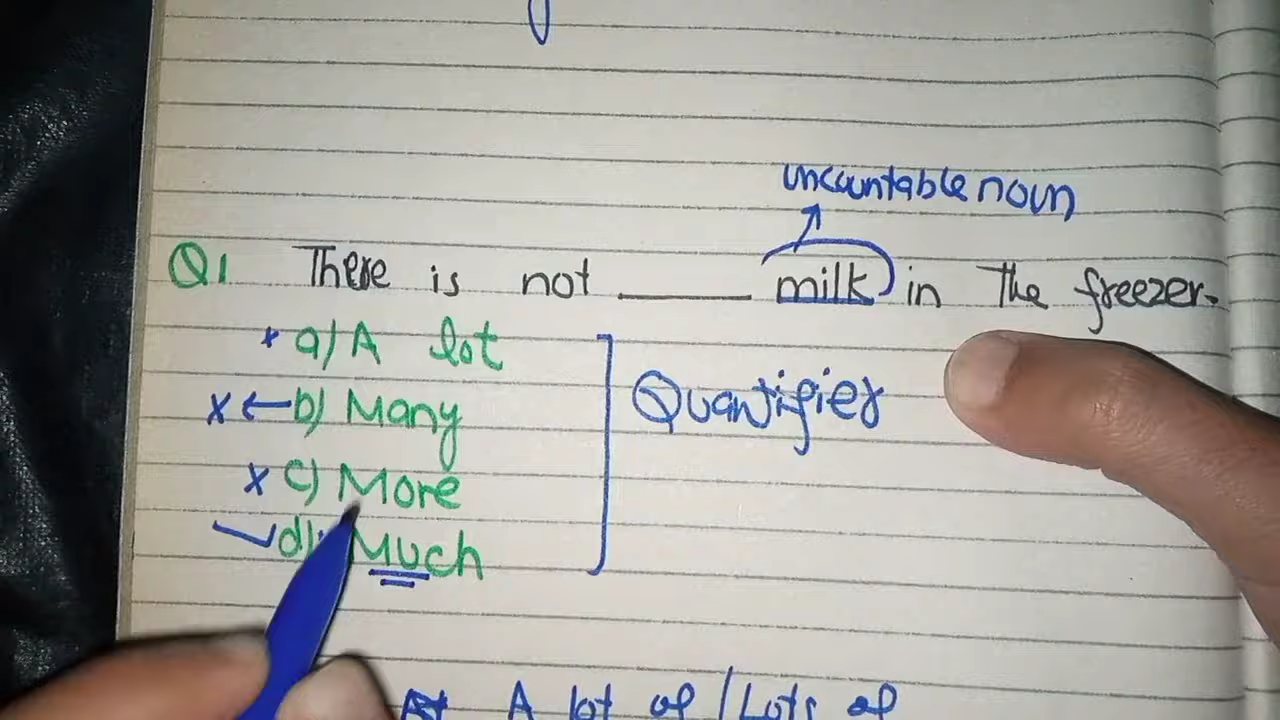 uncountable noun
Q1 There is not _____ milk in the freezer.
x a) A lot
x ← b) Many
x c) More
✓ d) Much
Quantifier
A lot of / Lots of